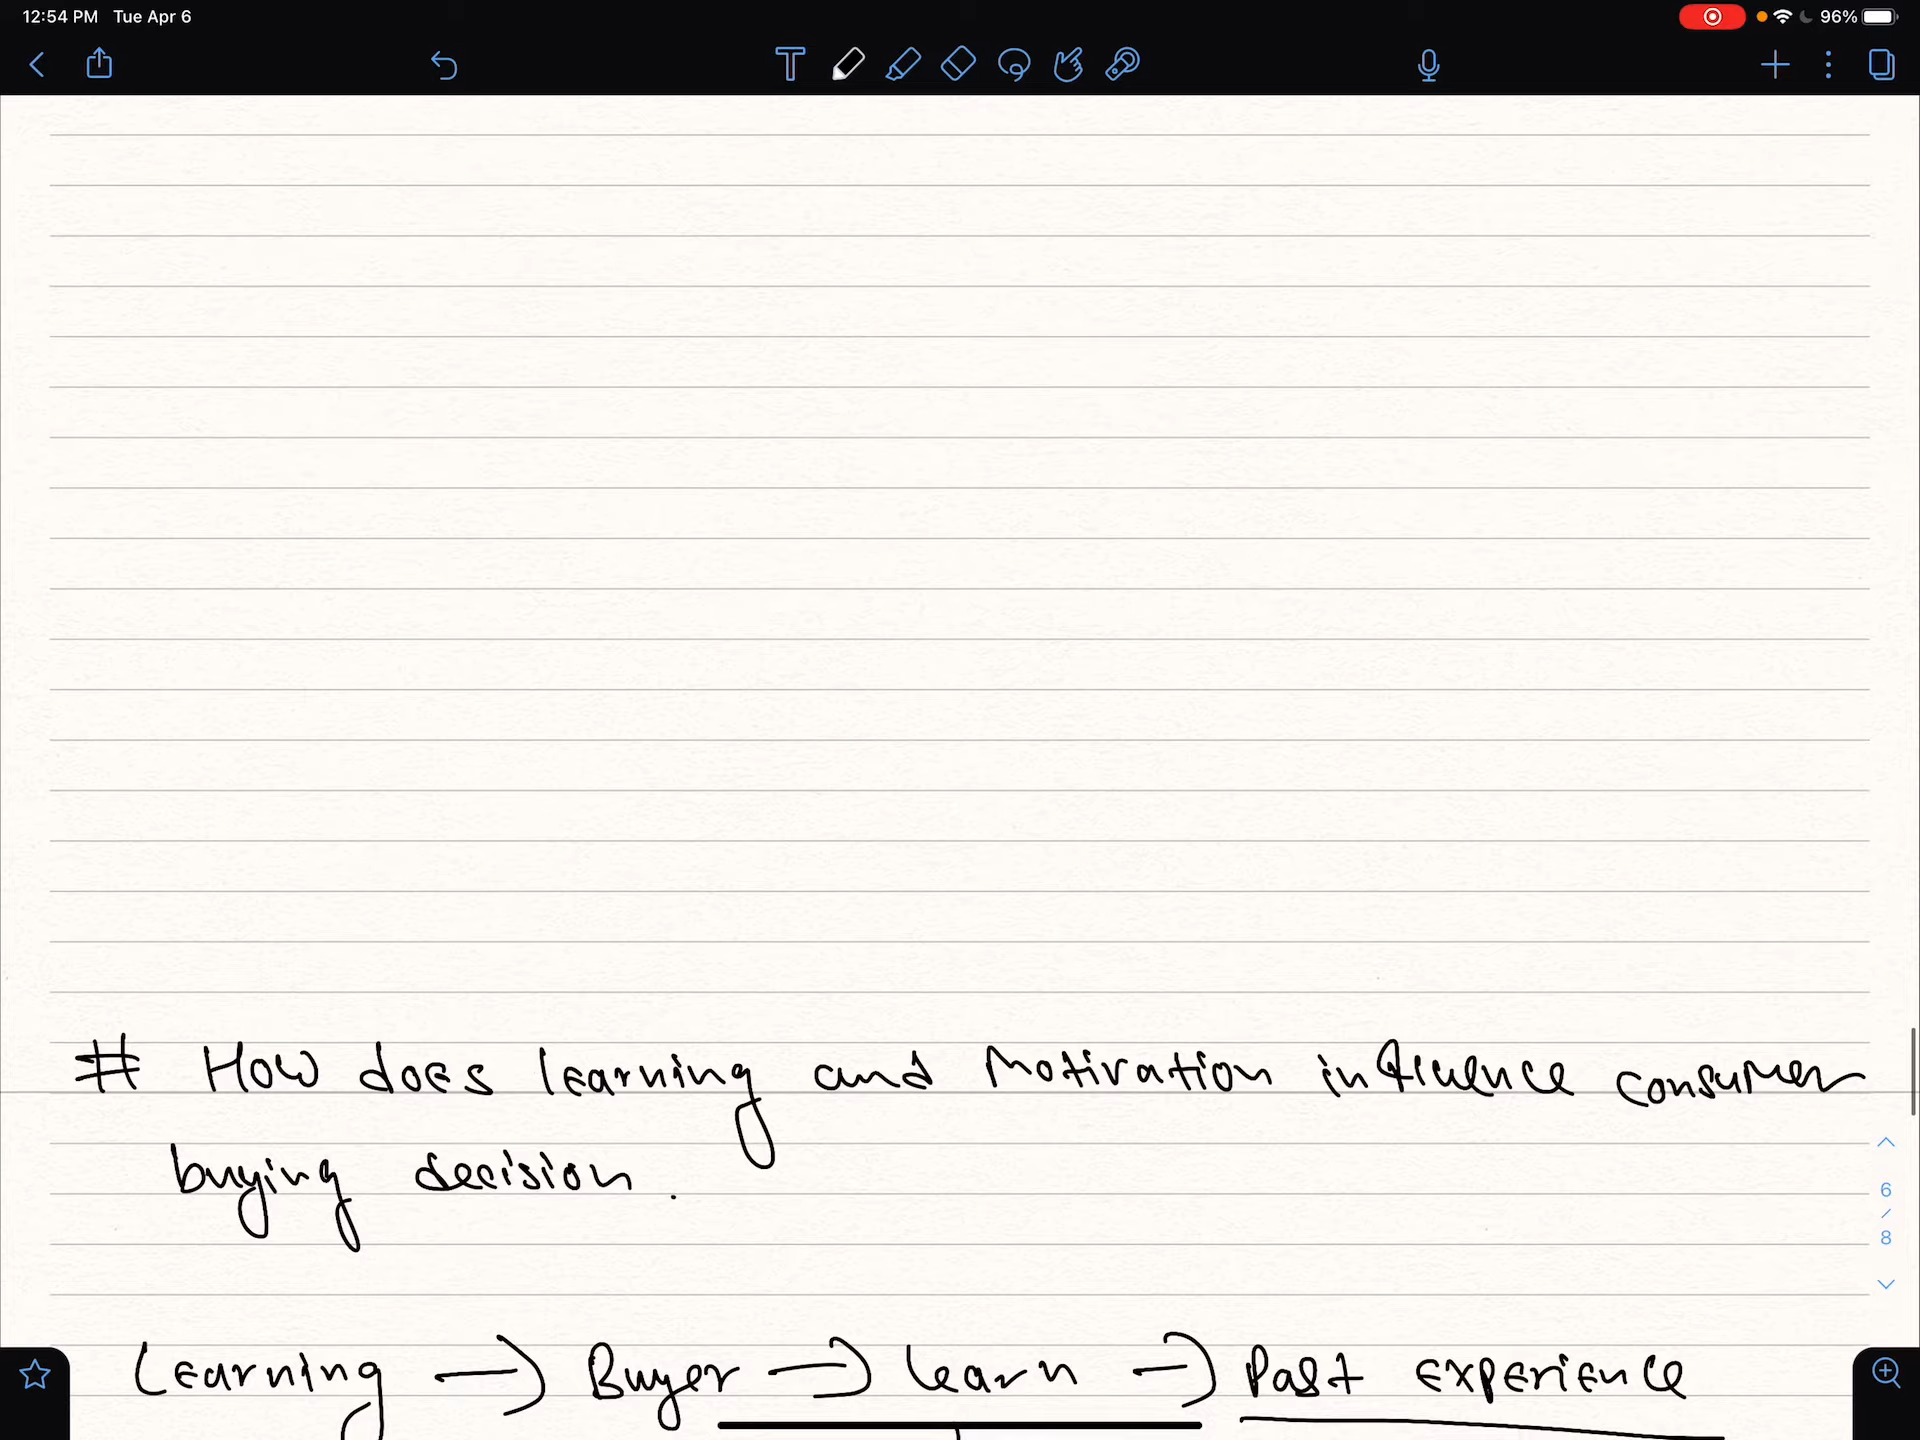 12:54 PM Tue Apr 6
96%
# How does learning and Motivation influence consumer
buying decision.
6
/
8
Learning → Buyer → learn → Past experience